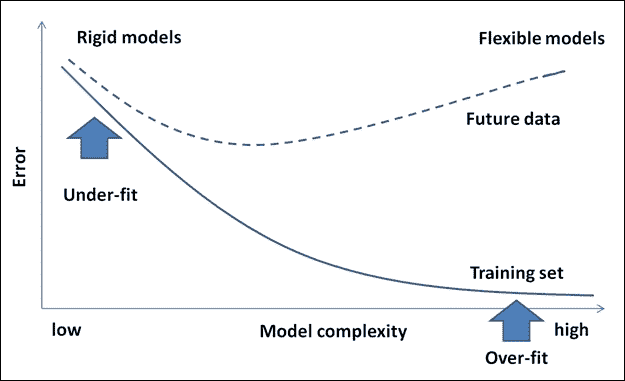 Rigid models
Flexible models
Future data
Error
Under-fit
Training set
low
Model complexity
high
Over-fit